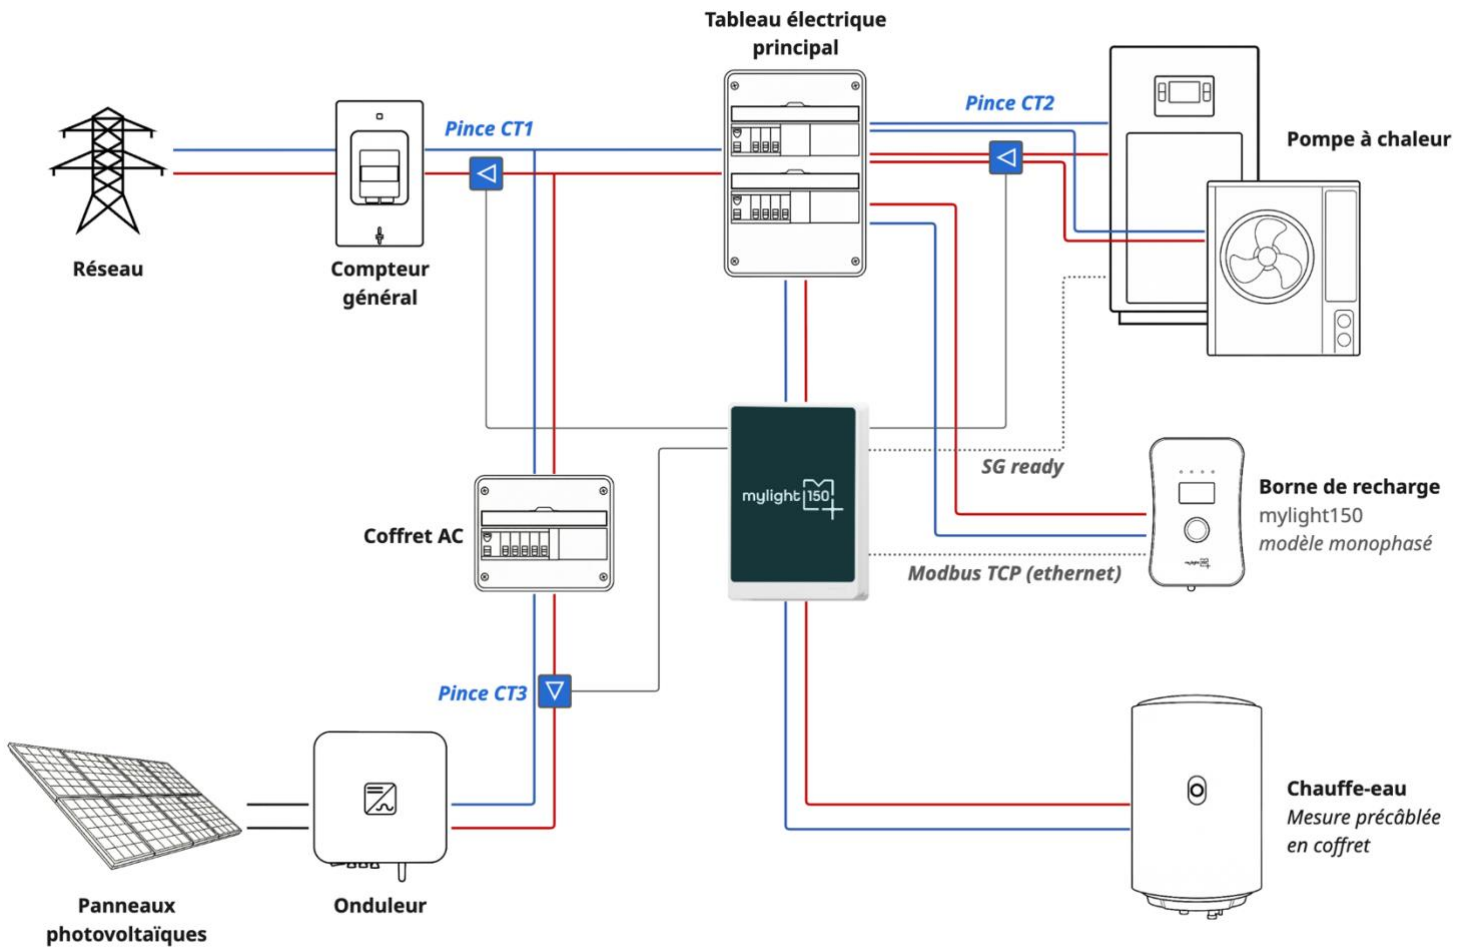 Tableau électrique
principal
Pince CT1
Pince CT2
Pompe à chaleur
Réseau
Compteur
général
mylight 150
SG ready
Borne de recharge
mylight150
modèle monophasé
Coffret AC
Modbus TCP (ethernet)
Pince CT3
Chauffe-eau
Mesure précâblée
en coffret
Panneaux
photovoltaïques
Onduleur